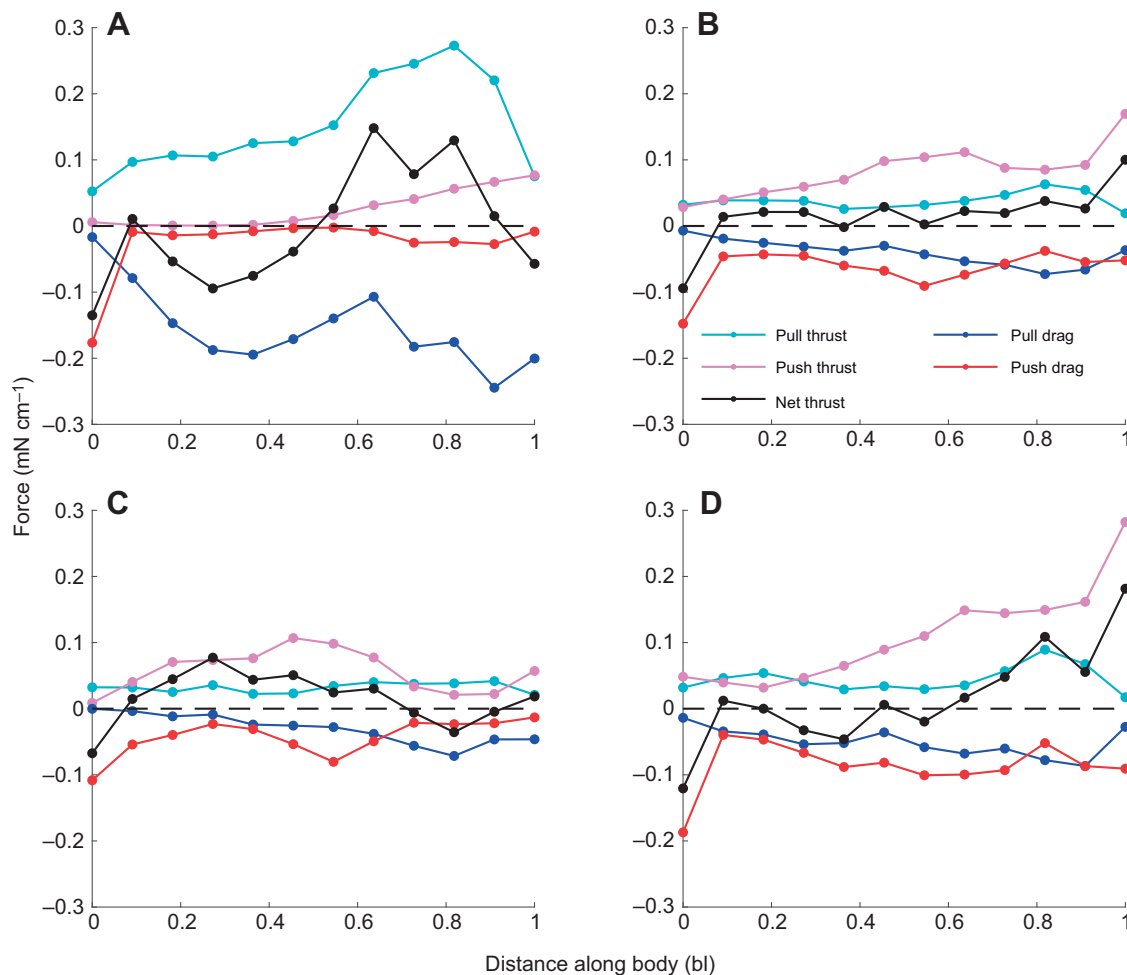 A
0.3
0.2
0.1
0
–0.1
–0.2
–0.3
0 0.2 0.4 0.6 0.8 1
B
0.3
0.2
0.1
0
–0.1
–0.2
–0.3
0 0.2 0.4 0.6 0.8 1
Pull thrust Pull drag
Push thrust Push drag
Net thrust
Force (mN cm–1)
C
0.3
0.2
0.1
0
–0.1
–0.2
–0.3
0 0.2 0.4 0.6 0.8 1
D
0.3
0.2
0.1
0
–0.1
–0.2
–0.3
0 0.2 0.4 0.6 0.8 1
Distance along body (bl)